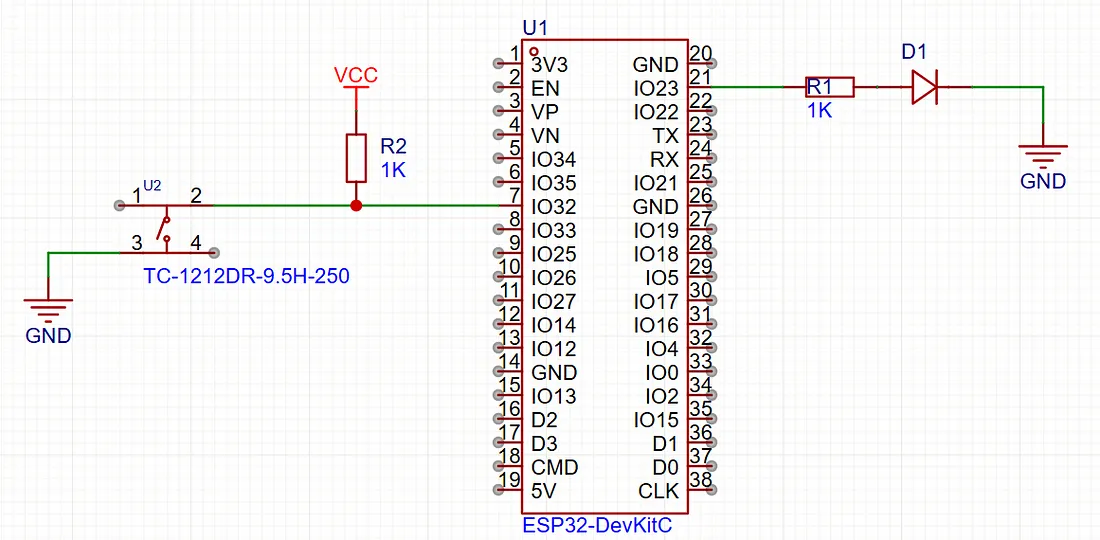 U1
VCC
R2
1K
U2
1
2
3
4
TC-1212DR-9.5H-250
GND
1
3V3
2
EN
3
VP
4
VN
5
IO34
6
IO35
7
IO32
8
IO33
9
IO25
10
IO26
11
IO27
12
IO14
13
IO12
14
GND
15
IO13
16
D2
17
D3
18
CMD
19
5V
20
GND
21
IO23
22
IO22
23
TX
24
RX
25
IO21
26
GND
27
IO19
28
IO18
29
IO5
30
IO17
31
IO16
32
IO4
33
IO0
34
IO2
35
IO15
36
D1
37
D0
38
CLK
ESP32-DevKitC
R1
1K
D1
GND